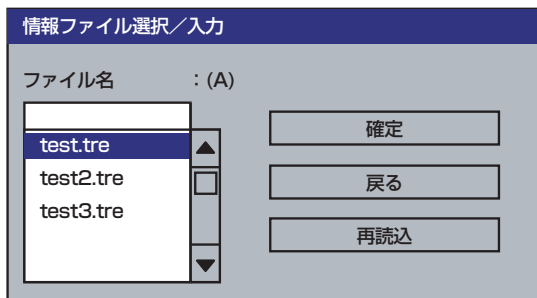 情報ファイル選択／入力
ファイル名　：(A)
test.tre
test2.tre
test3.tre
確定
戻る
再読込